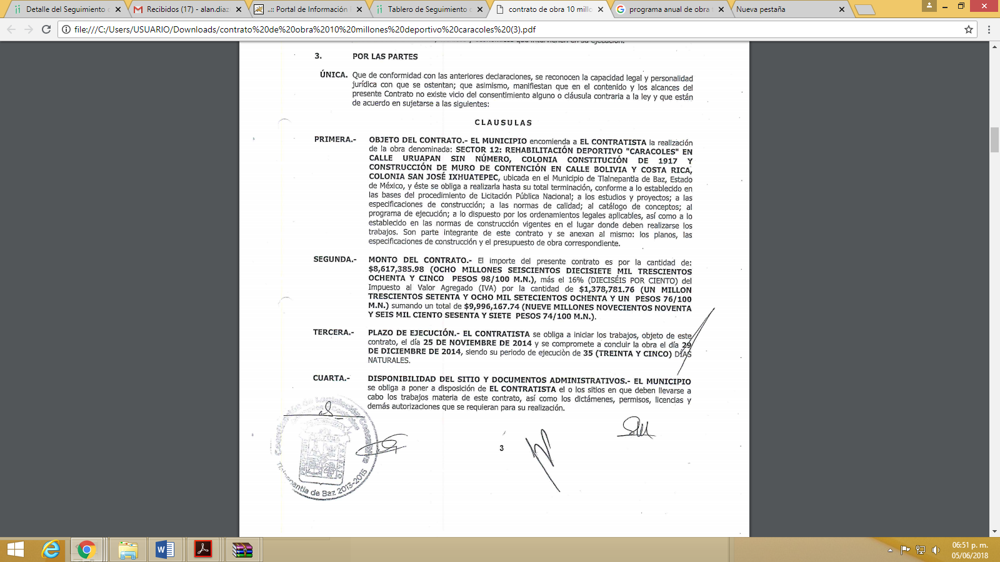 Detalle del Seguimiento
Recibidos (17) - alan.diaz
..:: Portal de Información
Tablero de Seguimiento
contrato de obra 10 mill
programa anual de obra
Nueva pestaña
file:///C:/Users/USUARIO/Downloads/contrato%20de%20obra%2010%20millones%20deportivo%20caracoles%20(3).pdf
que intervienen en su ejecución.
3. POR LAS PARTES
ÚNICA. Que de conformidad con las anteriores declaraciones, se reconocen la capacidad legal y personalidad
jurídica con que se ostentan; que asimismo, manifiestan que en el contenido y los alcances del
presente Contrato no existe vicio del consentimiento alguno o cláusula contraria a la ley y que están
de acuerdo en sujetarse a las siguientes:
C L A U S U L A S
PRIMERA.- OBJETO DEL CONTRATO.- EL MUNICIPIO encomienda a EL CONTRATISTA la realización
de la obra denominada: SECTOR 12: REHABILITACIÓN DEPORTIVO "CARACOLES" EN
CALLE URUAPAN SIN NÚMERO, COLONIA CONSTITUCIÓN DE 1917 Y
CONSTRUCCIÓN DE MURO DE CONTENCIÓN EN CALLE BOLIVIA Y COSTA RICA,
COLONIA SAN JOSÉ IXHUATEPEC, ubicada en el Municipio de Tlalnepantla de Baz, Estado
de México, y éste se obliga a realizarla hasta su total terminación, conforme a lo establecido en
las bases del procedimiento de Licitación Pública Nacional; a los estudios y proyectos; a las
especificaciones de construcción; a las normas de calidad; al catálogo de conceptos; al
programa de ejecución; a lo dispuesto por los ordenamientos legales aplicables, así como a lo
establecido en las normas de construcción vigentes en el lugar donde deben realizarse los
trabajos. Son parte integrante de este contrato y se anexan al mismo: los planos, las
especificaciones de construcción y el presupuesto de obra correspondiente.
SEGUNDA.- MONTO DEL CONTRATO.- El importe del presente contrato es por la cantidad de:
$8,617,385.98 (OCHO MILLONES SEISCIENTOS DIECISIETE MIL TRESCIENTOS
OCHENTA Y CINCO PESOS 98/100 M.N.), más el 16% (DIECISÉIS POR CIENTO) del
Impuesto al Valor Agregado (IVA) por la cantidad de $1,378,781.76 (UN MILLON
TRESCIENTOS SETENTA Y OCHO MIL SETECIENTOS OCHENTA Y UN PESOS 76/100
M.N.) sumando un total de $9,996,167.74 (NUEVE MILLONES NOVECIENTOS NOVENTA
Y SEIS MIL CIENTO SESENTA Y SIETE PESOS 74/100 M.N.).
TERCERA.- PLAZO DE EJECUCIÓN.- EL CONTRATISTA se obliga a iniciar los trabajos, objeto de este
contrato, el día 25 DE NOVIEMBRE DE 2014 y se compromete a concluir la obra el día 29
DE DICIEMBRE DE 2014, siendo su periodo de ejecuciòn de 35 (TREINTA Y CINCO) DÍAS
NATURALES.
CUARTA.- DISPONIBILIDAD DEL SITIO Y DOCUMENTOS ADMINISTRATIVOS.- EL MUNICIPIO
se obliga a poner a disposición de EL CONTRATISTA el o los sitios en que deben llevarse a
cabo los trabajos materia de este contrato, así como los dictámenes, permisos, licencias y
demás autorizaciones que se requieran para su realización.
Tlalnepantla de Baz 2013-2015
3
06:51 p. m.
05/06/2018